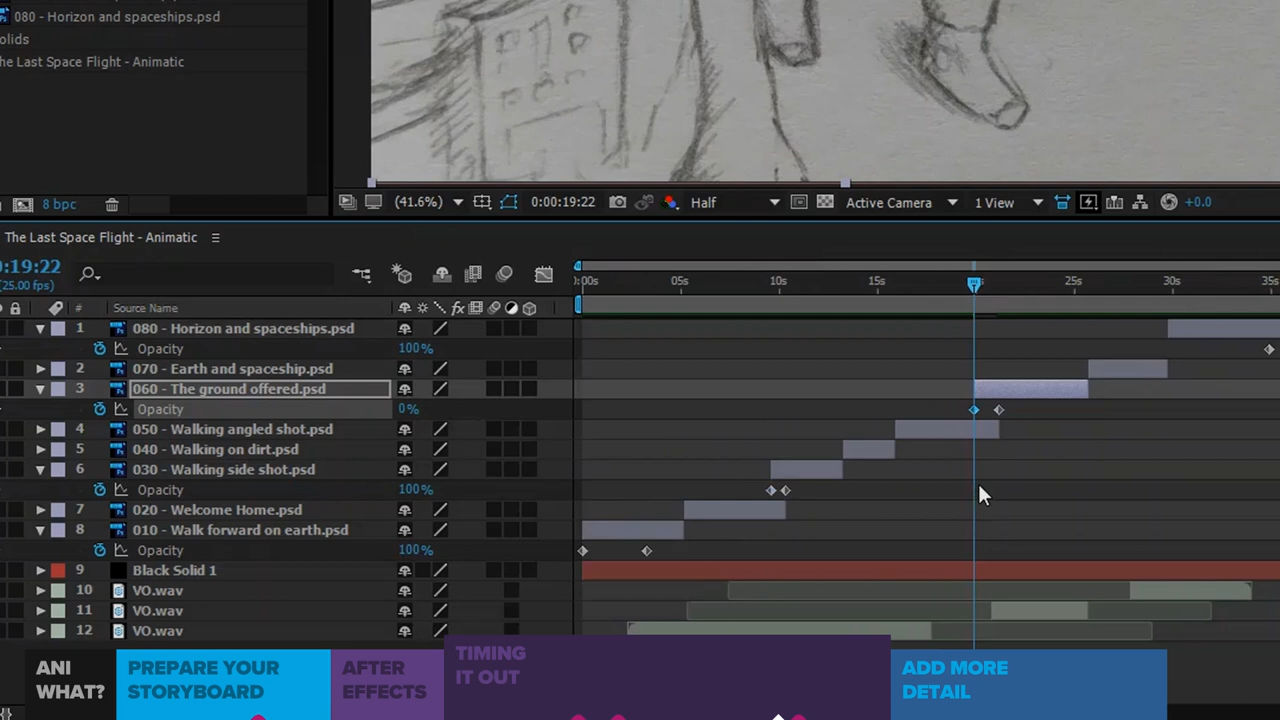 080 - Horizon and spaceships.psd
olids
he Last Space Flight - Animatic
8 bpc
(41.6%)
0:00:19:22
Half
Active Camera
1 View
+0.0
The Last Space Flight - Animatic
0:19:22
(25.00 fps)
0:00s 05s 10s 15s 25s 30s 35s
# Source Name
fx
1 080 - Horizon and spaceships.psd
Opacity 100%
2 070 - Earth and spaceship.psd
3 060 - The ground offered.psd
Opacity 0%
4 050 - Walking angled shot.psd
5 040 - Walking on dirt.psd
6 030 - Walking side shot.psd
Opacity 100%
7 020 - Welcome Home.psd
8 010 - Walk forward on earth.psd
Opacity 100%
9 Black Solid 1
10 VO.wav
11 VO.wav
12 VO.wav
ANI
WHAT?
PREPARE YOUR
STORYBOARD
AFTER
EFFECTS
TIMING
IT OUT
ADD MORE
DETAIL